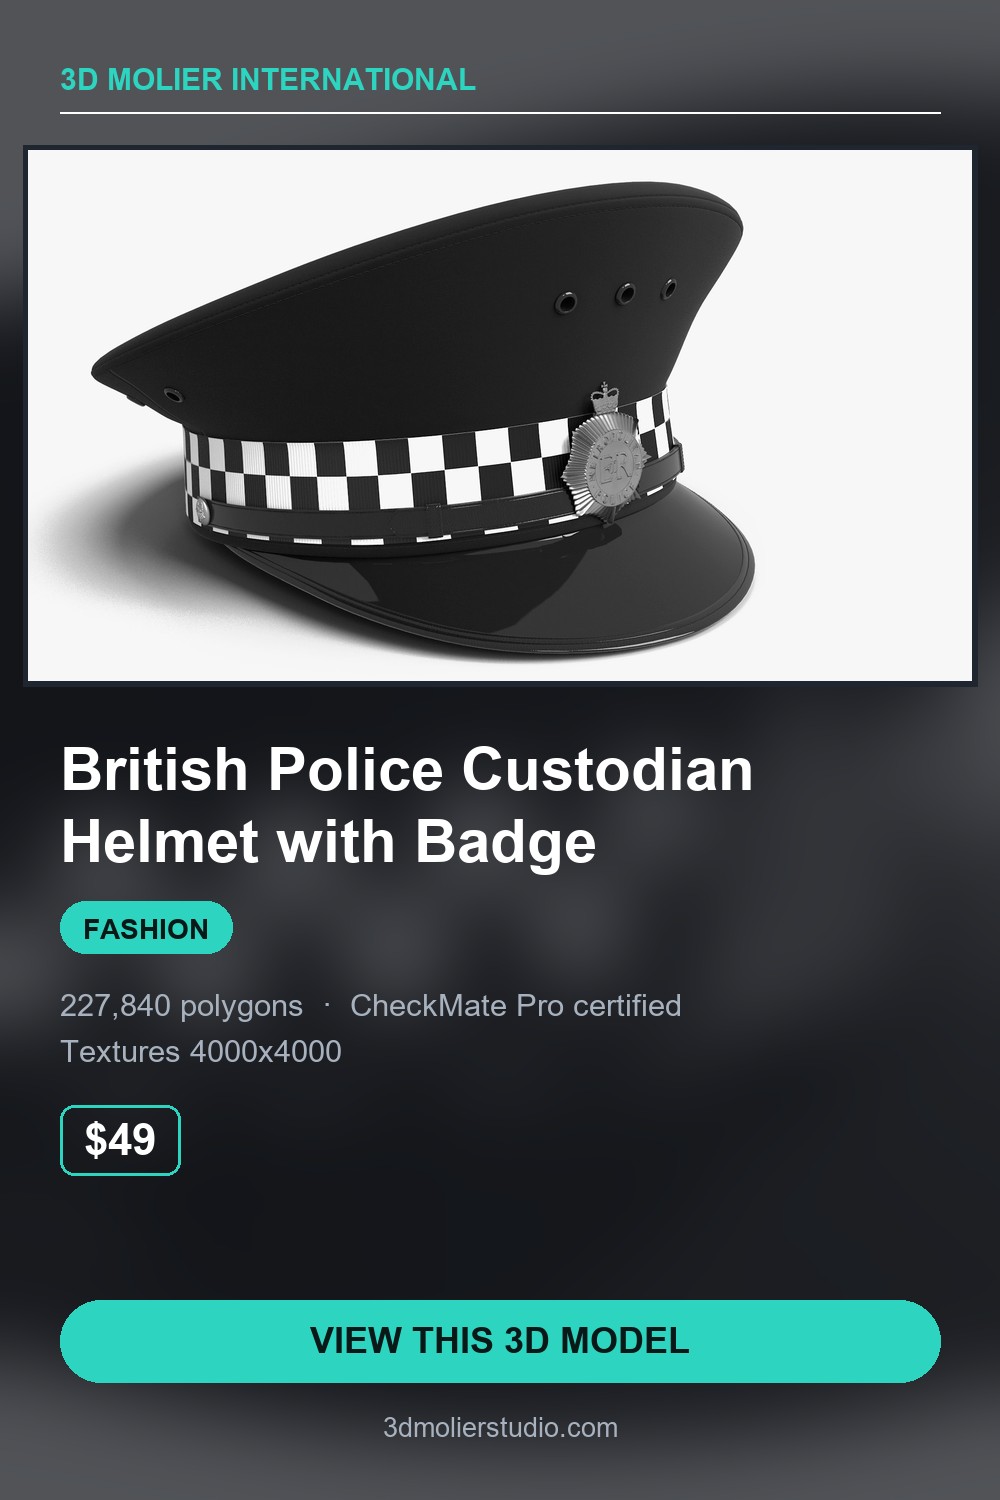 3D MOLIER INTERNATIONAL
ER
British Police Custodian
Helmet with Badge
FASHION
227,840 polygons · CheckMate Pro certified
Textures 4000x4000
$49
VIEW THIS 3D MODEL
3dmolierstudio.com